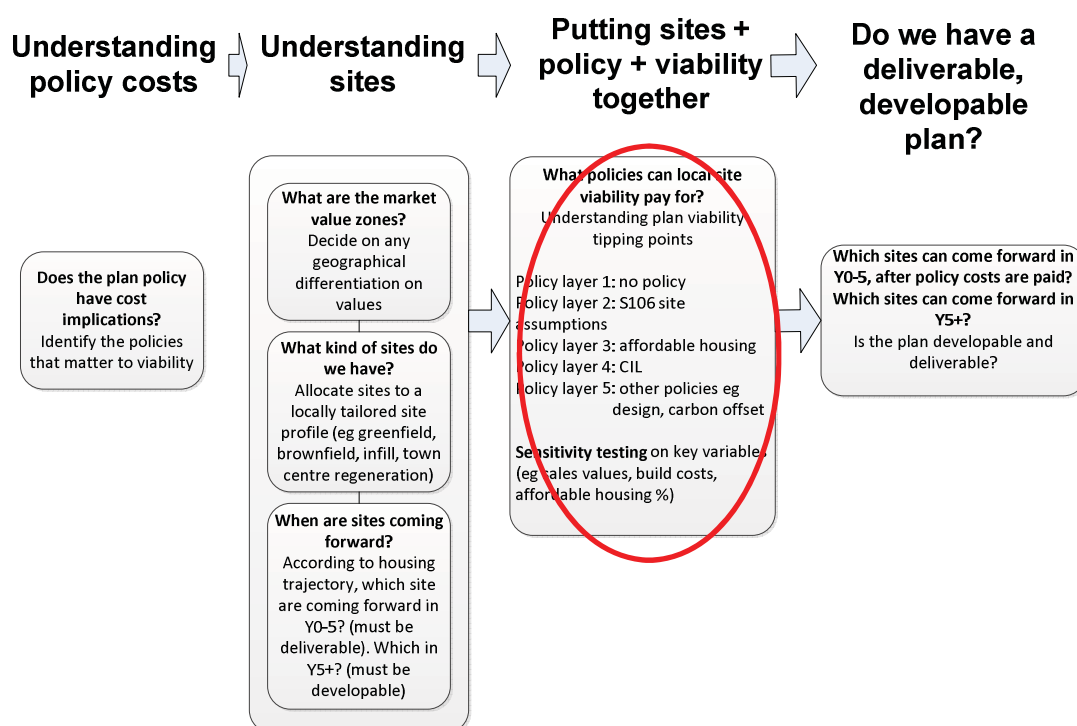 Understanding
policy costs
Understanding
sites
Putting sites +
policy + viability
together
Do we have a
deliverable,
developable
plan?
Does the plan policy
have cost
implications?
Identify the policies
that matter to viability
What are the market
value zones?
Decide on any
geographical
differentiation on
values
What kind of sites do
we have?
Allocate sites to a
locally tailored site
profile (eg greenfield,
brownfield, infill, town
centre regeneration)
When are sites coming
forward?
According to housing
trajectory, which site
are coming forward in
Y0-5? (must be
deliverable). Which in
Y5+? (must be
developable)
What policies can local site
viability pay for?
Understanding plan viability
tipping points
Policy layer 1: no policy
Policy layer 2: S106 site
assumptions
Policy layer 3: affordable housing
Policy layer 4: CIL
Policy layer 5: other policies eg
design, carbon offset
Sensitivity testing on key variables
(eg sales values, build costs,
affordable housing %)
Which sites can come forward in
Y0-5, after policy costs are paid?
Which sites can come forward in
Y5+?
Is the plan developable and
deliverable?